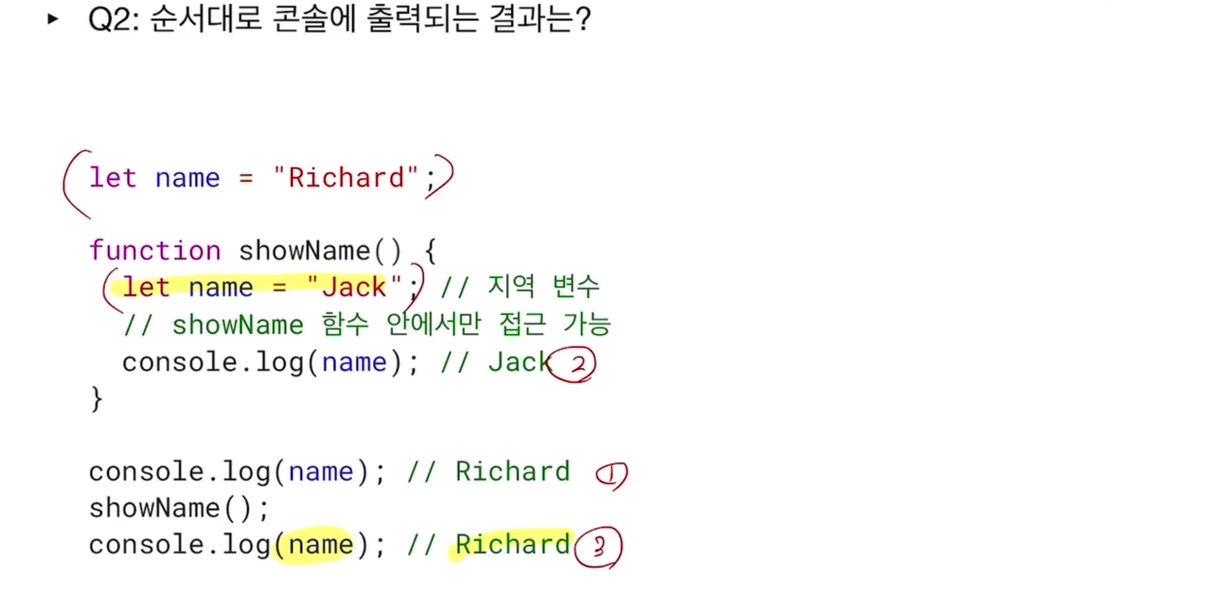 ▸ Q2: 순서대로 콘솔에 출력되는 결과는?
let name = "Richard";
function showName() {
let name = "Jack"; // 지역 변수
// showName 함수 안에서만 접근 가능
console.log(name); // Jack ②
}
console.log(name); // Richard ①
showName();
console.log(name); // Richard ③